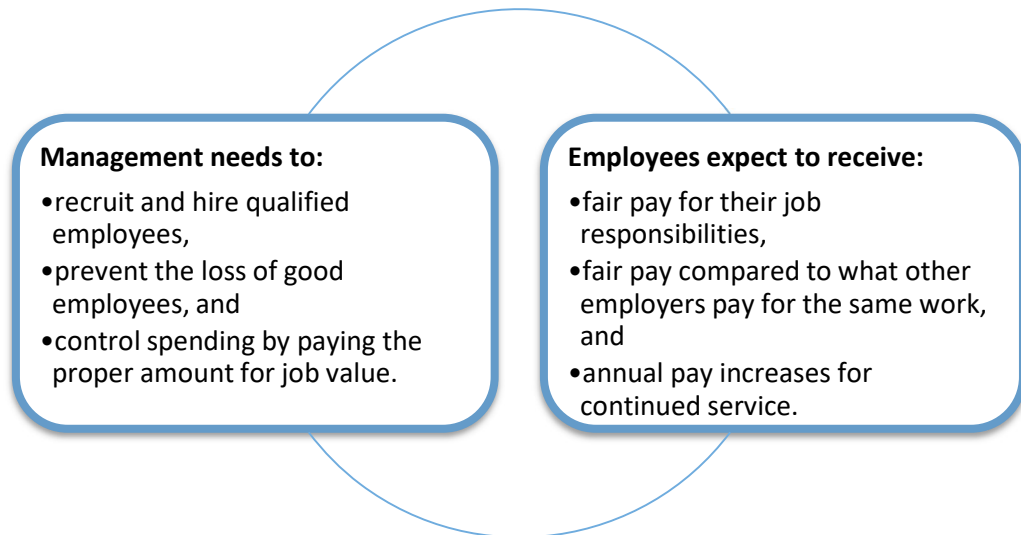 Management needs to:
•recruit and hire qualified
employees,
•prevent the loss of good
employees, and
•control spending by paying the
proper amount for job value.
Employees expect to receive:
•fair pay for their job
responsibilities,
•fair pay compared to what other
employers pay for the same work,
and
•annual pay increases for
continued service.